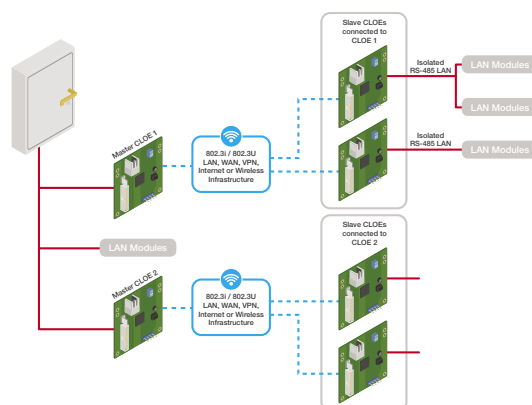 Slave CLOEs
connected to
CLOE 1
Isolated
RS-485 LAN
LAN Modules
LAN Modules
Master CLOE 1
802.3i / 802.3U
LAN, WAN, VPN,
Internet or Wireless
Infrastructure
Isolated
RS-485 LAN
LAN Modules
Slave CLOEs
connected to
CLOE 2
LAN Modules
Master CLOE 2
802.3i / 802.3U
LAN, WAN, VPN,
Internet or Wireless
Infrastructure